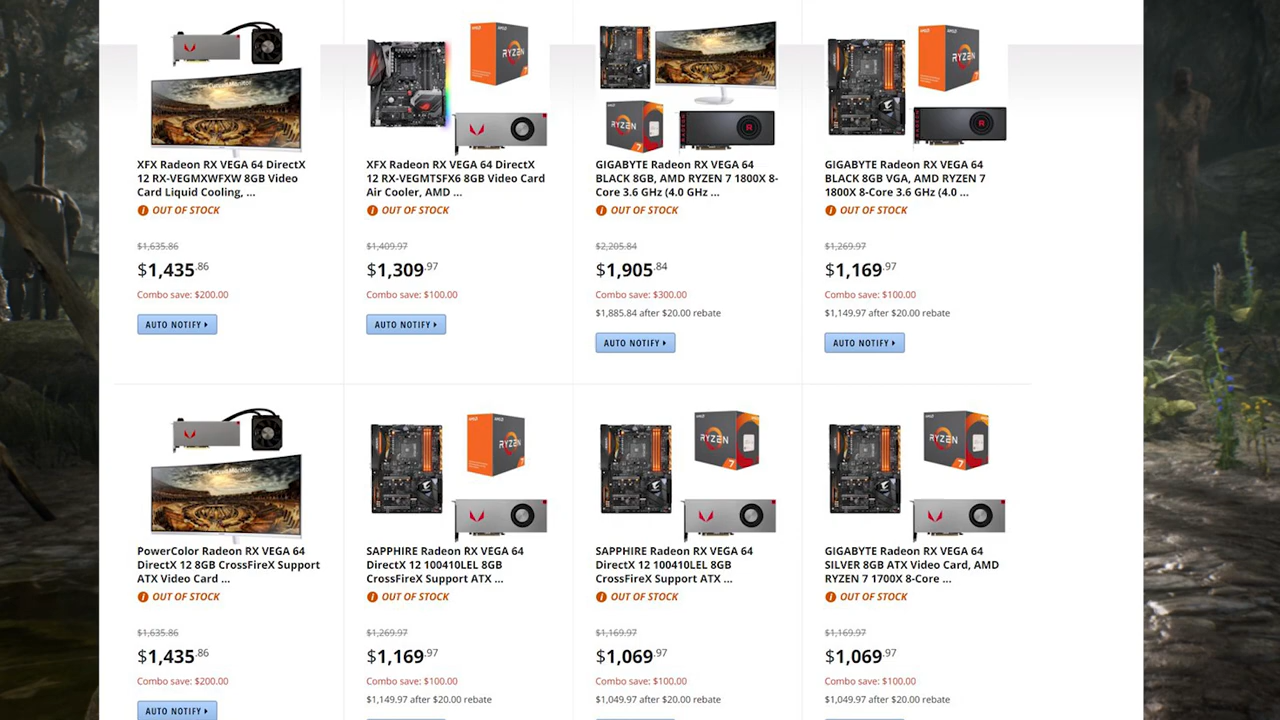 XFX Radeon RX VEGA 64 DirectX
12 RX-VEGMXWFXW 8GB Video
Card Liquid Cooling, ...
OUT OF STOCK
$1,635.86
$1,435.86
Combo save: $200.00
AUTO NOTIFY
RYZEN
XFX Radeon RX VEGA 64 DirectX
12 RX-VEGMTSFX6 8GB Video Card
Air Cooler, AMD ...
OUT OF STOCK
$1,409.97
$1,309.97
Combo save: $100.00
AUTO NOTIFY
RYZEN
7
GIGABYTE Radeon RX VEGA 64
BLACK 8GB, AMD RYZEN 7 1800X 8-
Core 3.6 GHz (4.0 GHz ...
OUT OF STOCK
$2,205.84
$1,905.84
Combo save: $300.00
$1,885.84 after $20.00 rebate
AUTO NOTIFY
RYZEN
GIGABYTE Radeon RX VEGA 64
BLACK 8GB VGA, AMD RYZEN 7
1800X 8-Core 3.6 GHz (4.0 ...
OUT OF STOCK
$1,269.97
$1,169.97
Combo save: $100.00
$1,149.97 after $20.00 rebate
AUTO NOTIFY
PowerColor Radeon RX VEGA 64
DirectX 12 8GB CrossFireX Support
ATX Video Card ...
OUT OF STOCK
$1,635.86
$1,435.86
Combo save: $200.00
AUTO NOTIFY
RYZEN
SAPPHIRE Radeon RX VEGA 64
DirectX 12 100410LEL 8GB
CrossFireX Support ATX ...
OUT OF STOCK
$1,269.97
$1,169.97
Combo save: $100.00
$1,149.97 after $20.00 rebate
RYZEN
7
SAPPHIRE Radeon RX VEGA 64
DirectX 12 100410LEL 8GB
CrossFireX Support ATX ...
OUT OF STOCK
$1,169.97
$1,069.97
Combo save: $100.00
$1,049.97 after $20.00 rebate
RYZEN
7
GIGABYTE Radeon RX VEGA 64
SILVER 8GB ATX Video Card, AMD
RYZEN 7 1700X 8-Core ...
OUT OF STOCK
$1,169.97
$1,069.97
Combo save: $100.00
$1,049.97 after $20.00 rebate